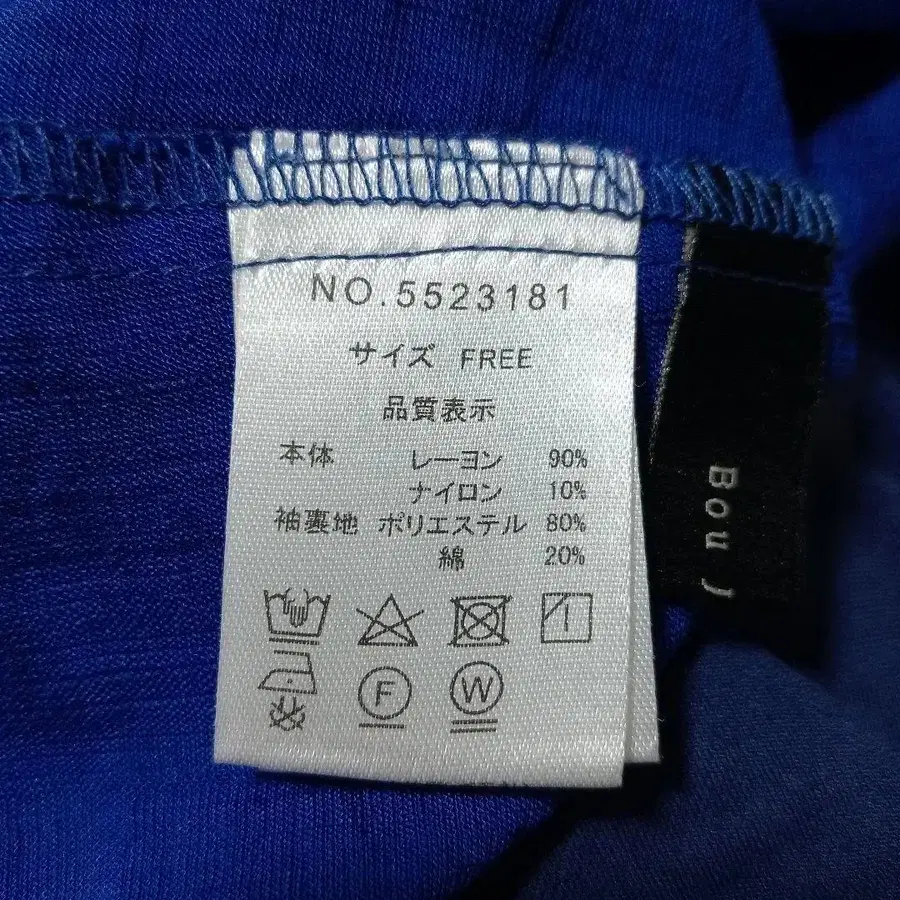 NO.5523181
サイズ FREE
品質表示
本体 レーヨン 90%
ナイロン 10%
袖裏地 ポリエステル 80%
綿 20%
F W
Bou J